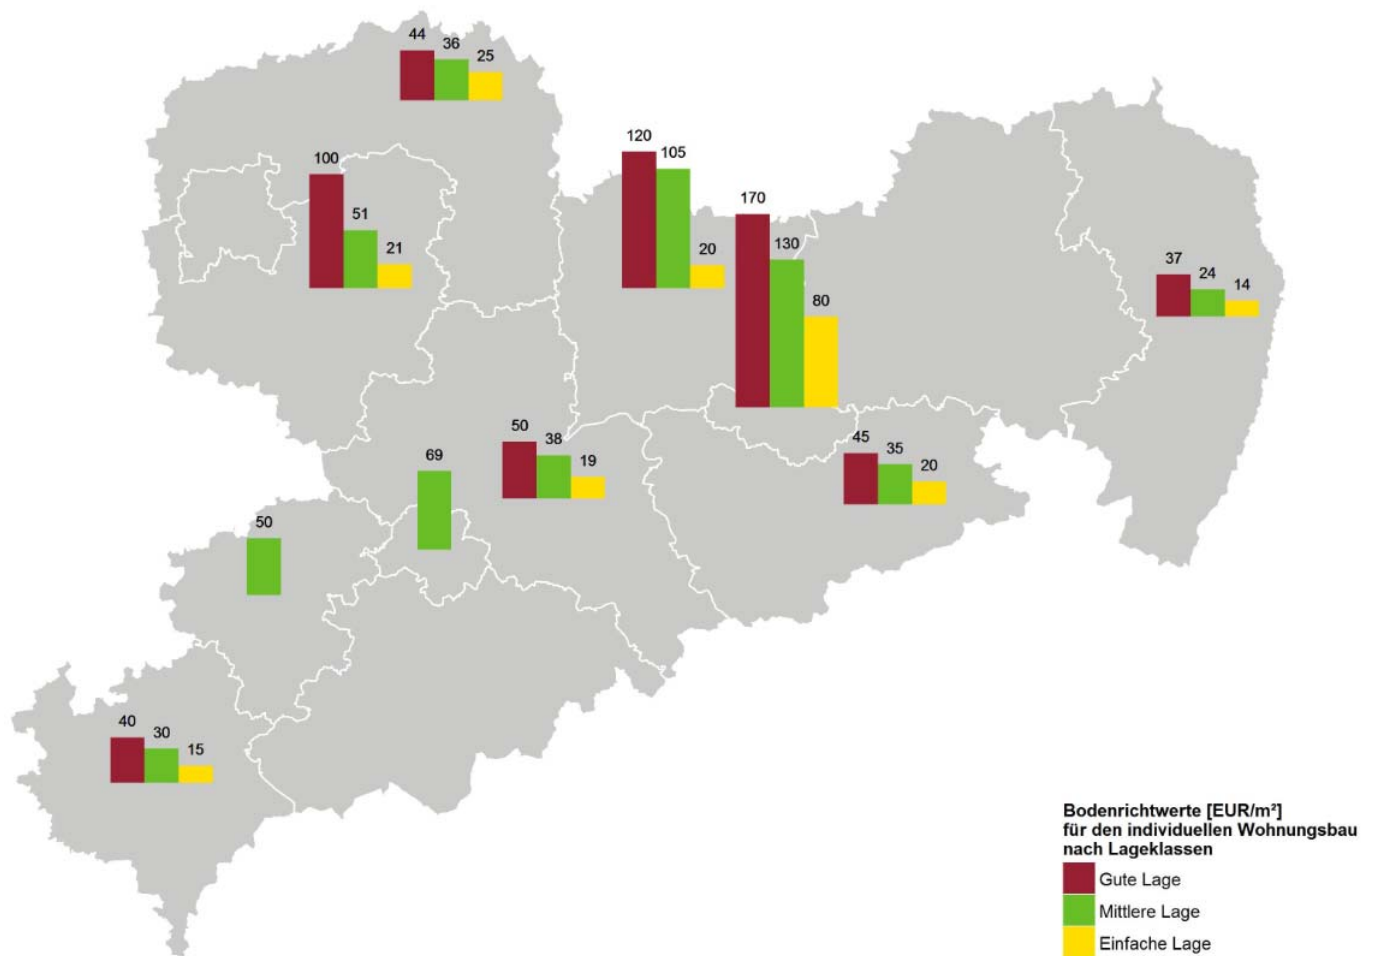 44 36 25
100 51 21
120 105 20
170 130 80
37 24 14
50 38 19
69
45 35 20
50
40 30 15
Bodenrichtwerte [EUR/m²]
für den individuellen Wohnungsbau
nach Lageklassen
Gute Lage
Mittlere Lage
Einfache Lage